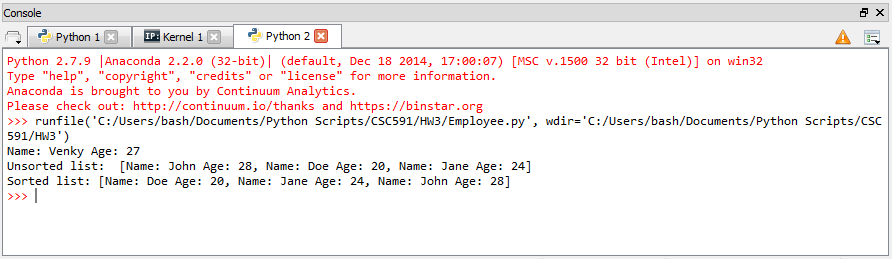 Console
Python 1
IP: Kernel 1
Python 2
Python 2.7.9 |Anaconda 2.2.0 (32-bit)| (default, Dec 18 2014, 17:00:07) [MSC v.1500 32 bit (Intel)] on win32
Type "help", "copyright", "credits" or "license" for more information.
Anaconda is brought to you by Continuum Analytics.
Please check out: http://continuum.io/thanks and https://binstar.org
>>> runfile('C:/Users/bash/Documents/Python Scripts/CSC591/HW3/Employee.py', wdir='C:/Users/bash/Documents/Python Scripts/CSC
591/HW3')
Name: Venky Age: 27
Unsorted list:  [Name: John Age: 28, Name: Doe Age: 20, Name: Jane Age: 24]
Sorted list: [Name: Doe Age: 20, Name: Jane Age: 24, Name: John Age: 28]
>>>